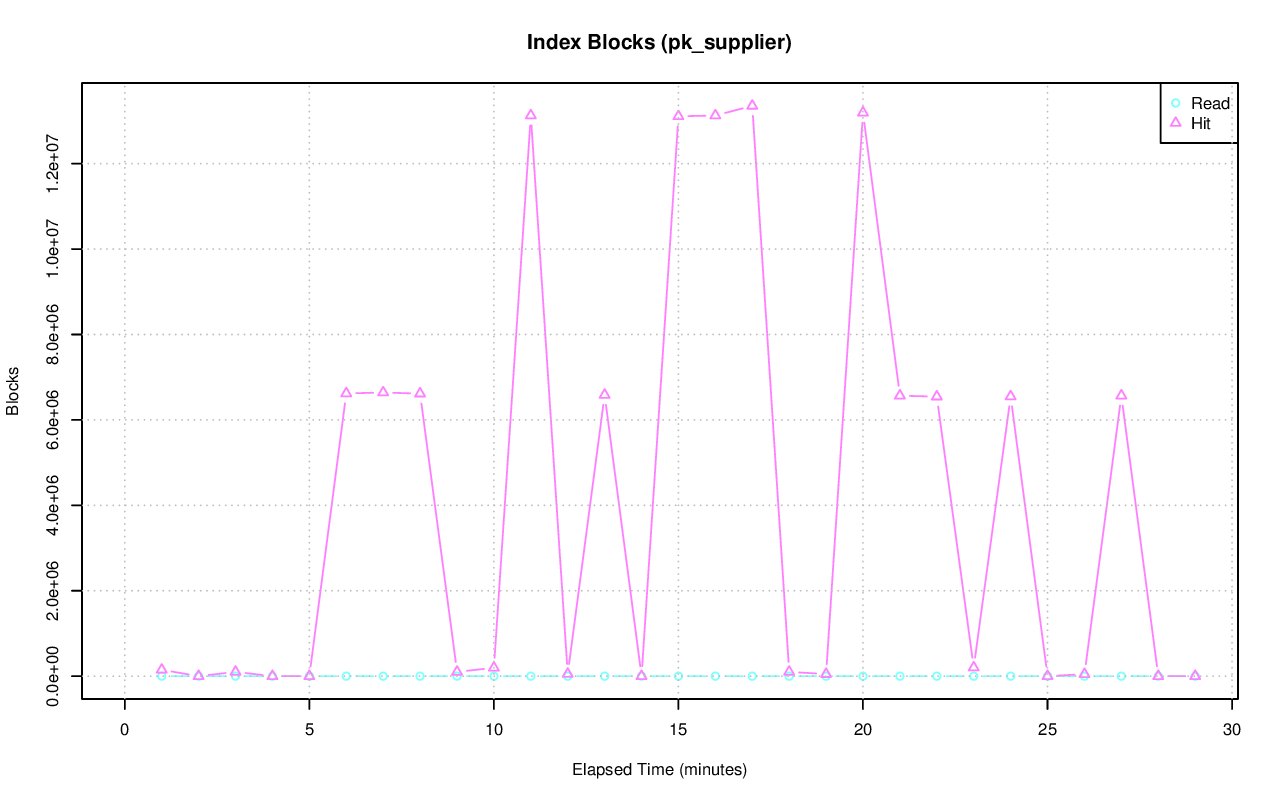 Index Blocks (pk_supplier)
Read
Hit
Blocks
1.2e+07
1.0e+07
8.0e+06
6.0e+06
4.0e+06
2.0e+06
0.0e+00
0 5 10 15 20 25 30
Elapsed Time (minutes)